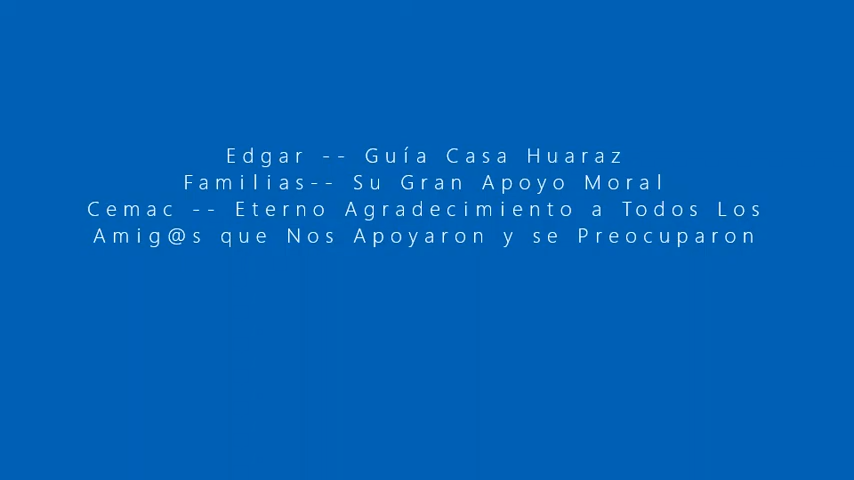 Edgar -- Guía Casa Huaraz
Familias-- Su Gran Apoyo Moral
Cemac -- Eterno Agradecimiento a Todos Los
Amig@s que Nos Apoyaron y se Preocuparon